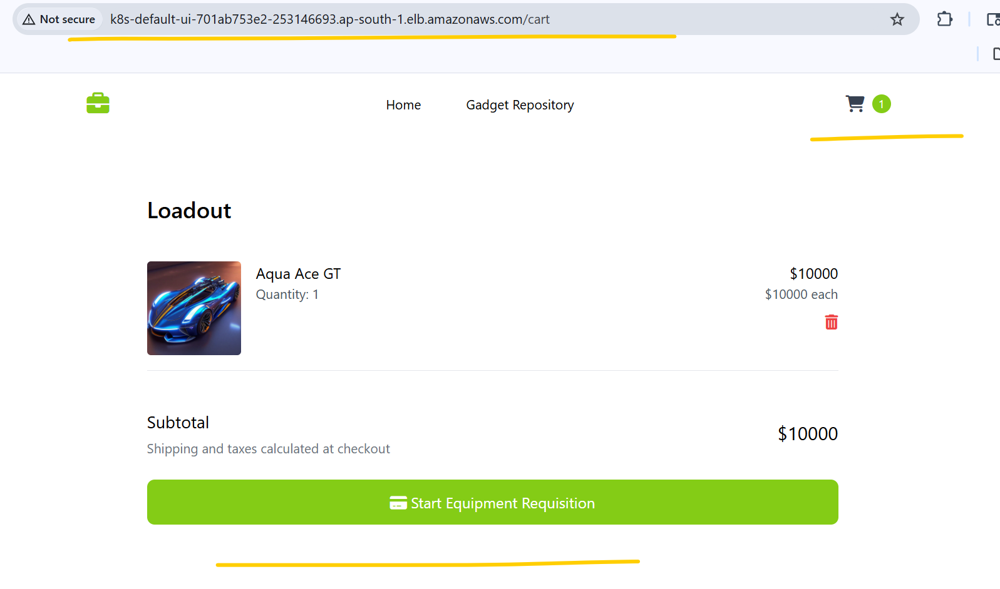 Not secure k8s-default-ui-701ab753e2-253146693.ap-south-1.elb.amazonaws.com/cart
Home Gadget Repository 1
Loadout
Aqua Ace GT $10000
Quantity: 1 $10000 each
Subtotal
$10000
Shipping and taxes calculated at checkout
Start Equipment Requisition